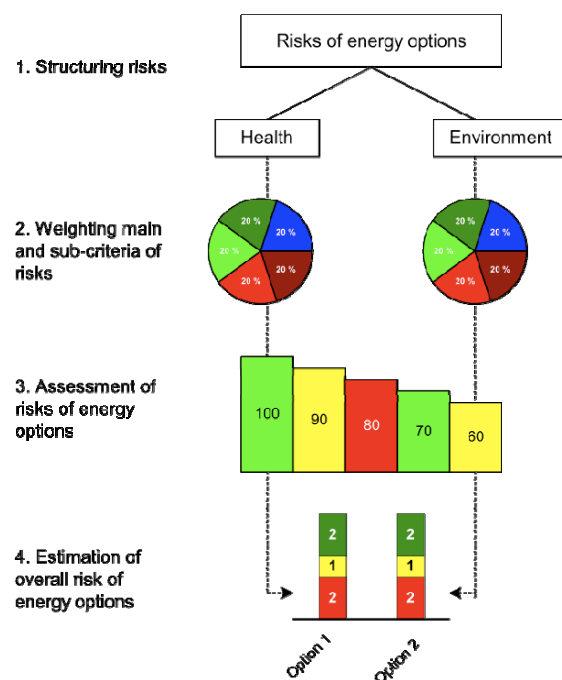 Risks of energy options
1. Structuring risks
Health
Environment
2. Weighting main
and sub-criteria of
risks
20 %
20 %
20 %
20 %
20 %
20 %
20 %
20 %
20 %
20 %
3. Assessment of
risks of energy
options
100
90
80
70
60
4. Estimation of
overall risk of
energy options
2
1
2
2
1
2
Option 1
Option 2